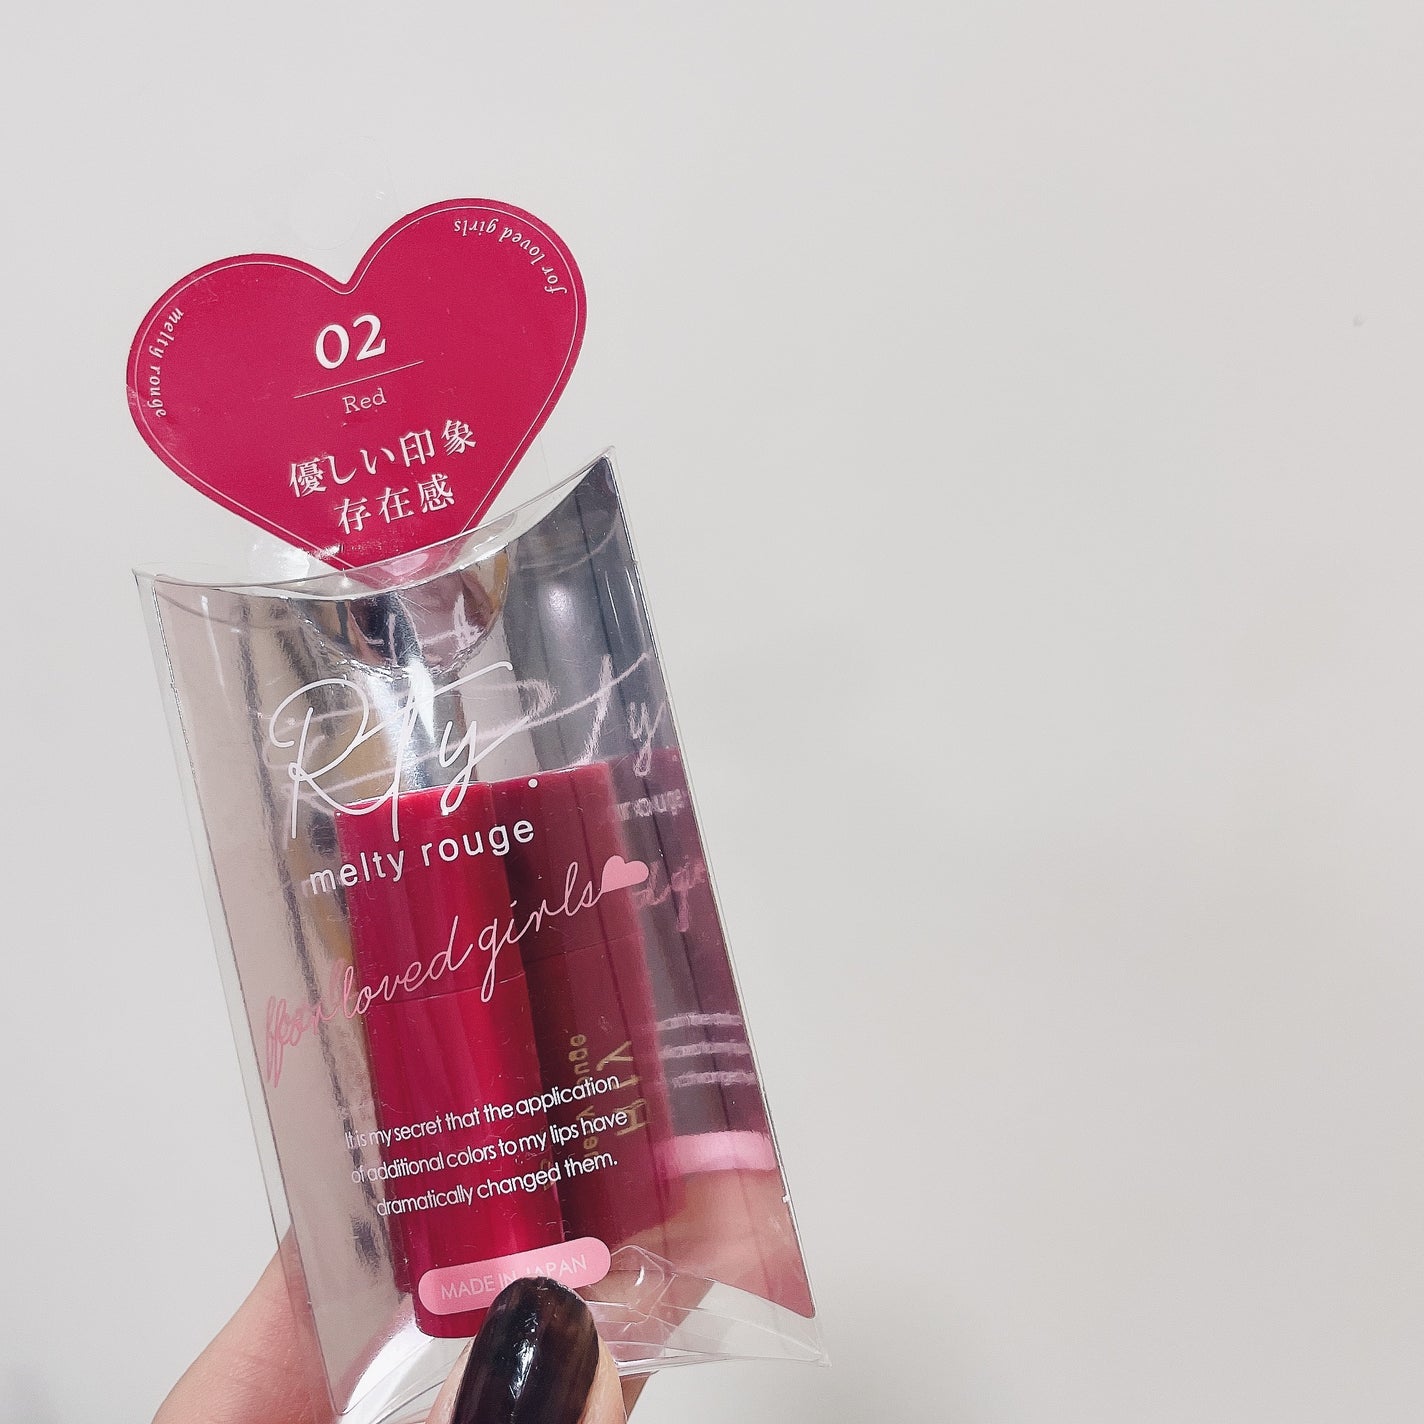 melty rouge
for loved girls
02
Red
優しい印象
存在感
RTy.
melty rouge
for loved girls
It is my secret that the application
of additional colors to my lips have
dramatically changed them.
MADE IN JAPAN